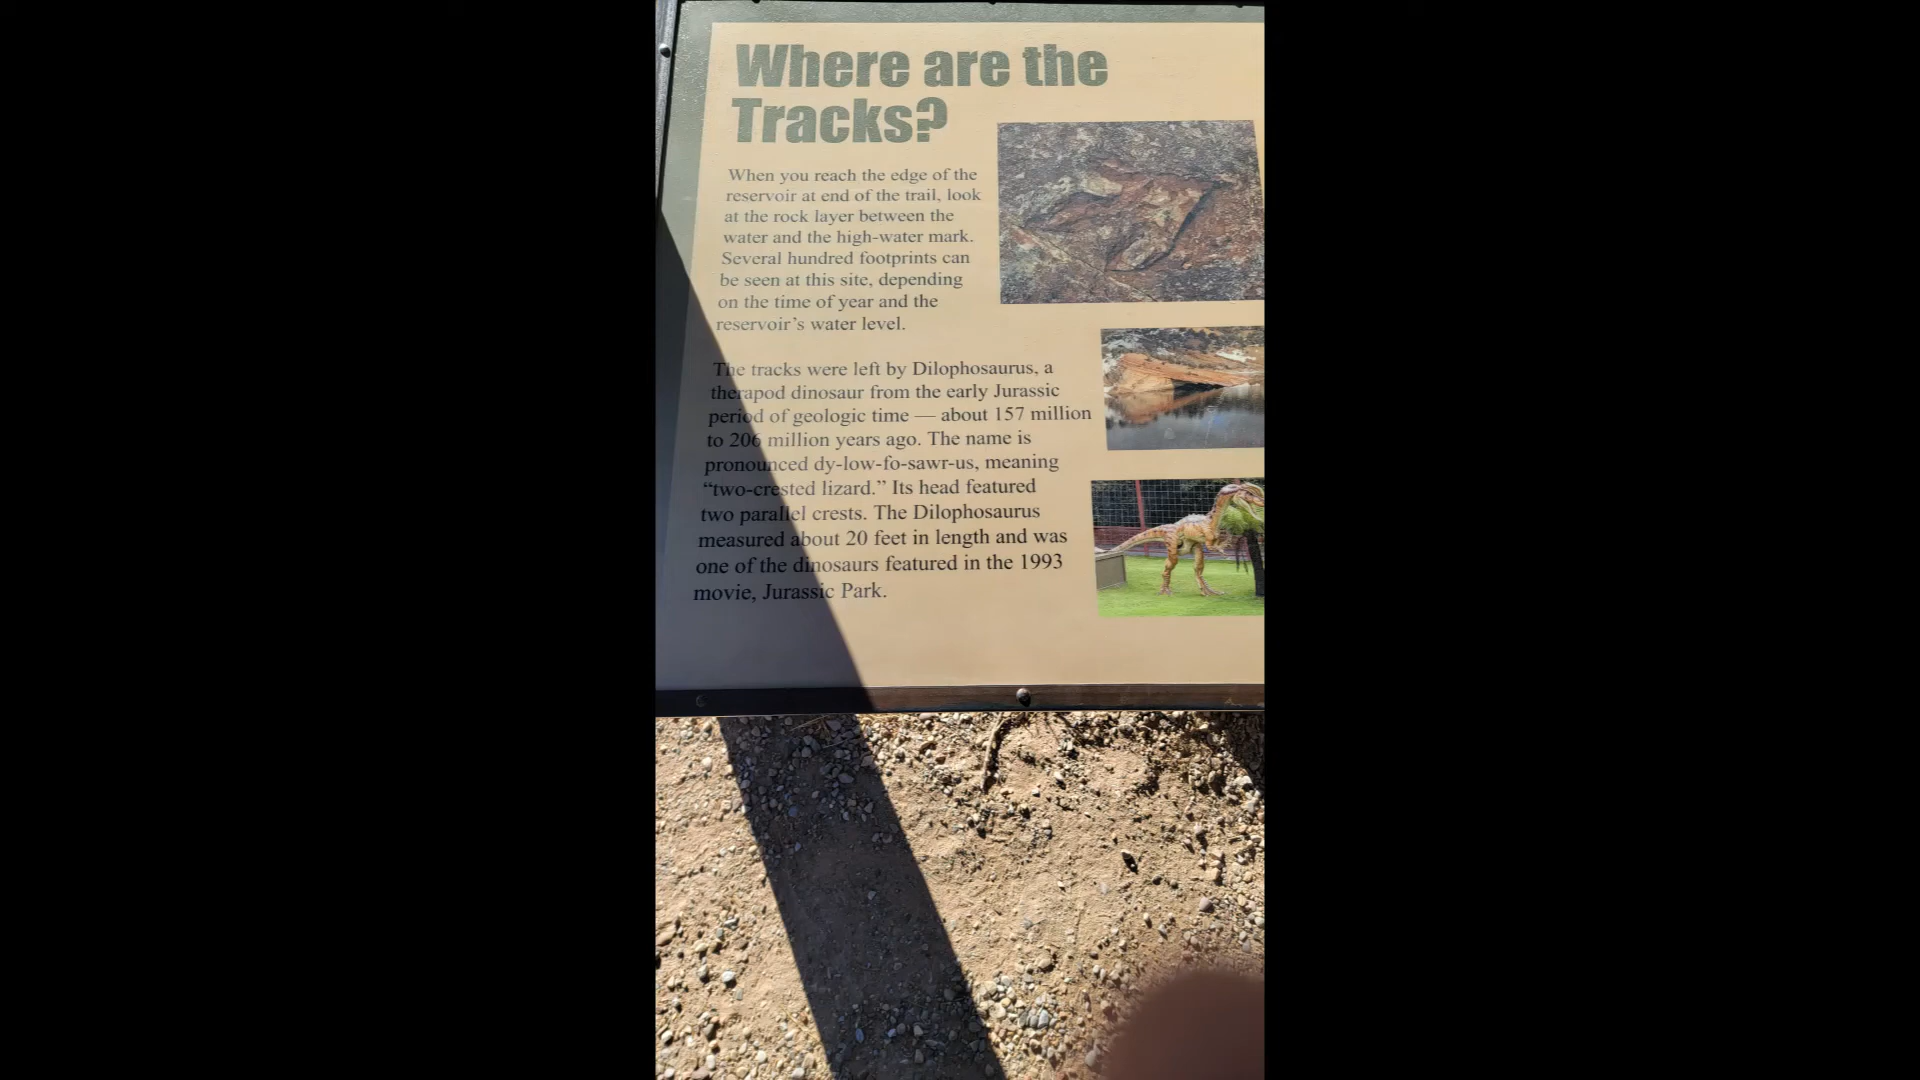 Where are the
Tracks?
When you reach the edge of the
reservoir at end of the trail, look
at the rock layer between the
water and the high-water mark.
Several hundred footprints can
be seen at this site, depending
on the time of year and the
reservoir's water level.
The tracks were left by Dilophosaurus, a
therapod dinosaur from the early Jurassic
period of geologic time — about 157 million
to 206 million years ago. The name is
pronounced dy-low-fo-sawr-us, meaning
“two-crested lizard.” Its head featured
two parallel crests. The Dilophosaurus
measured about 20 feet in length and was
one of the dinosaurs featured in the 1993
movie, Jurassic Park.